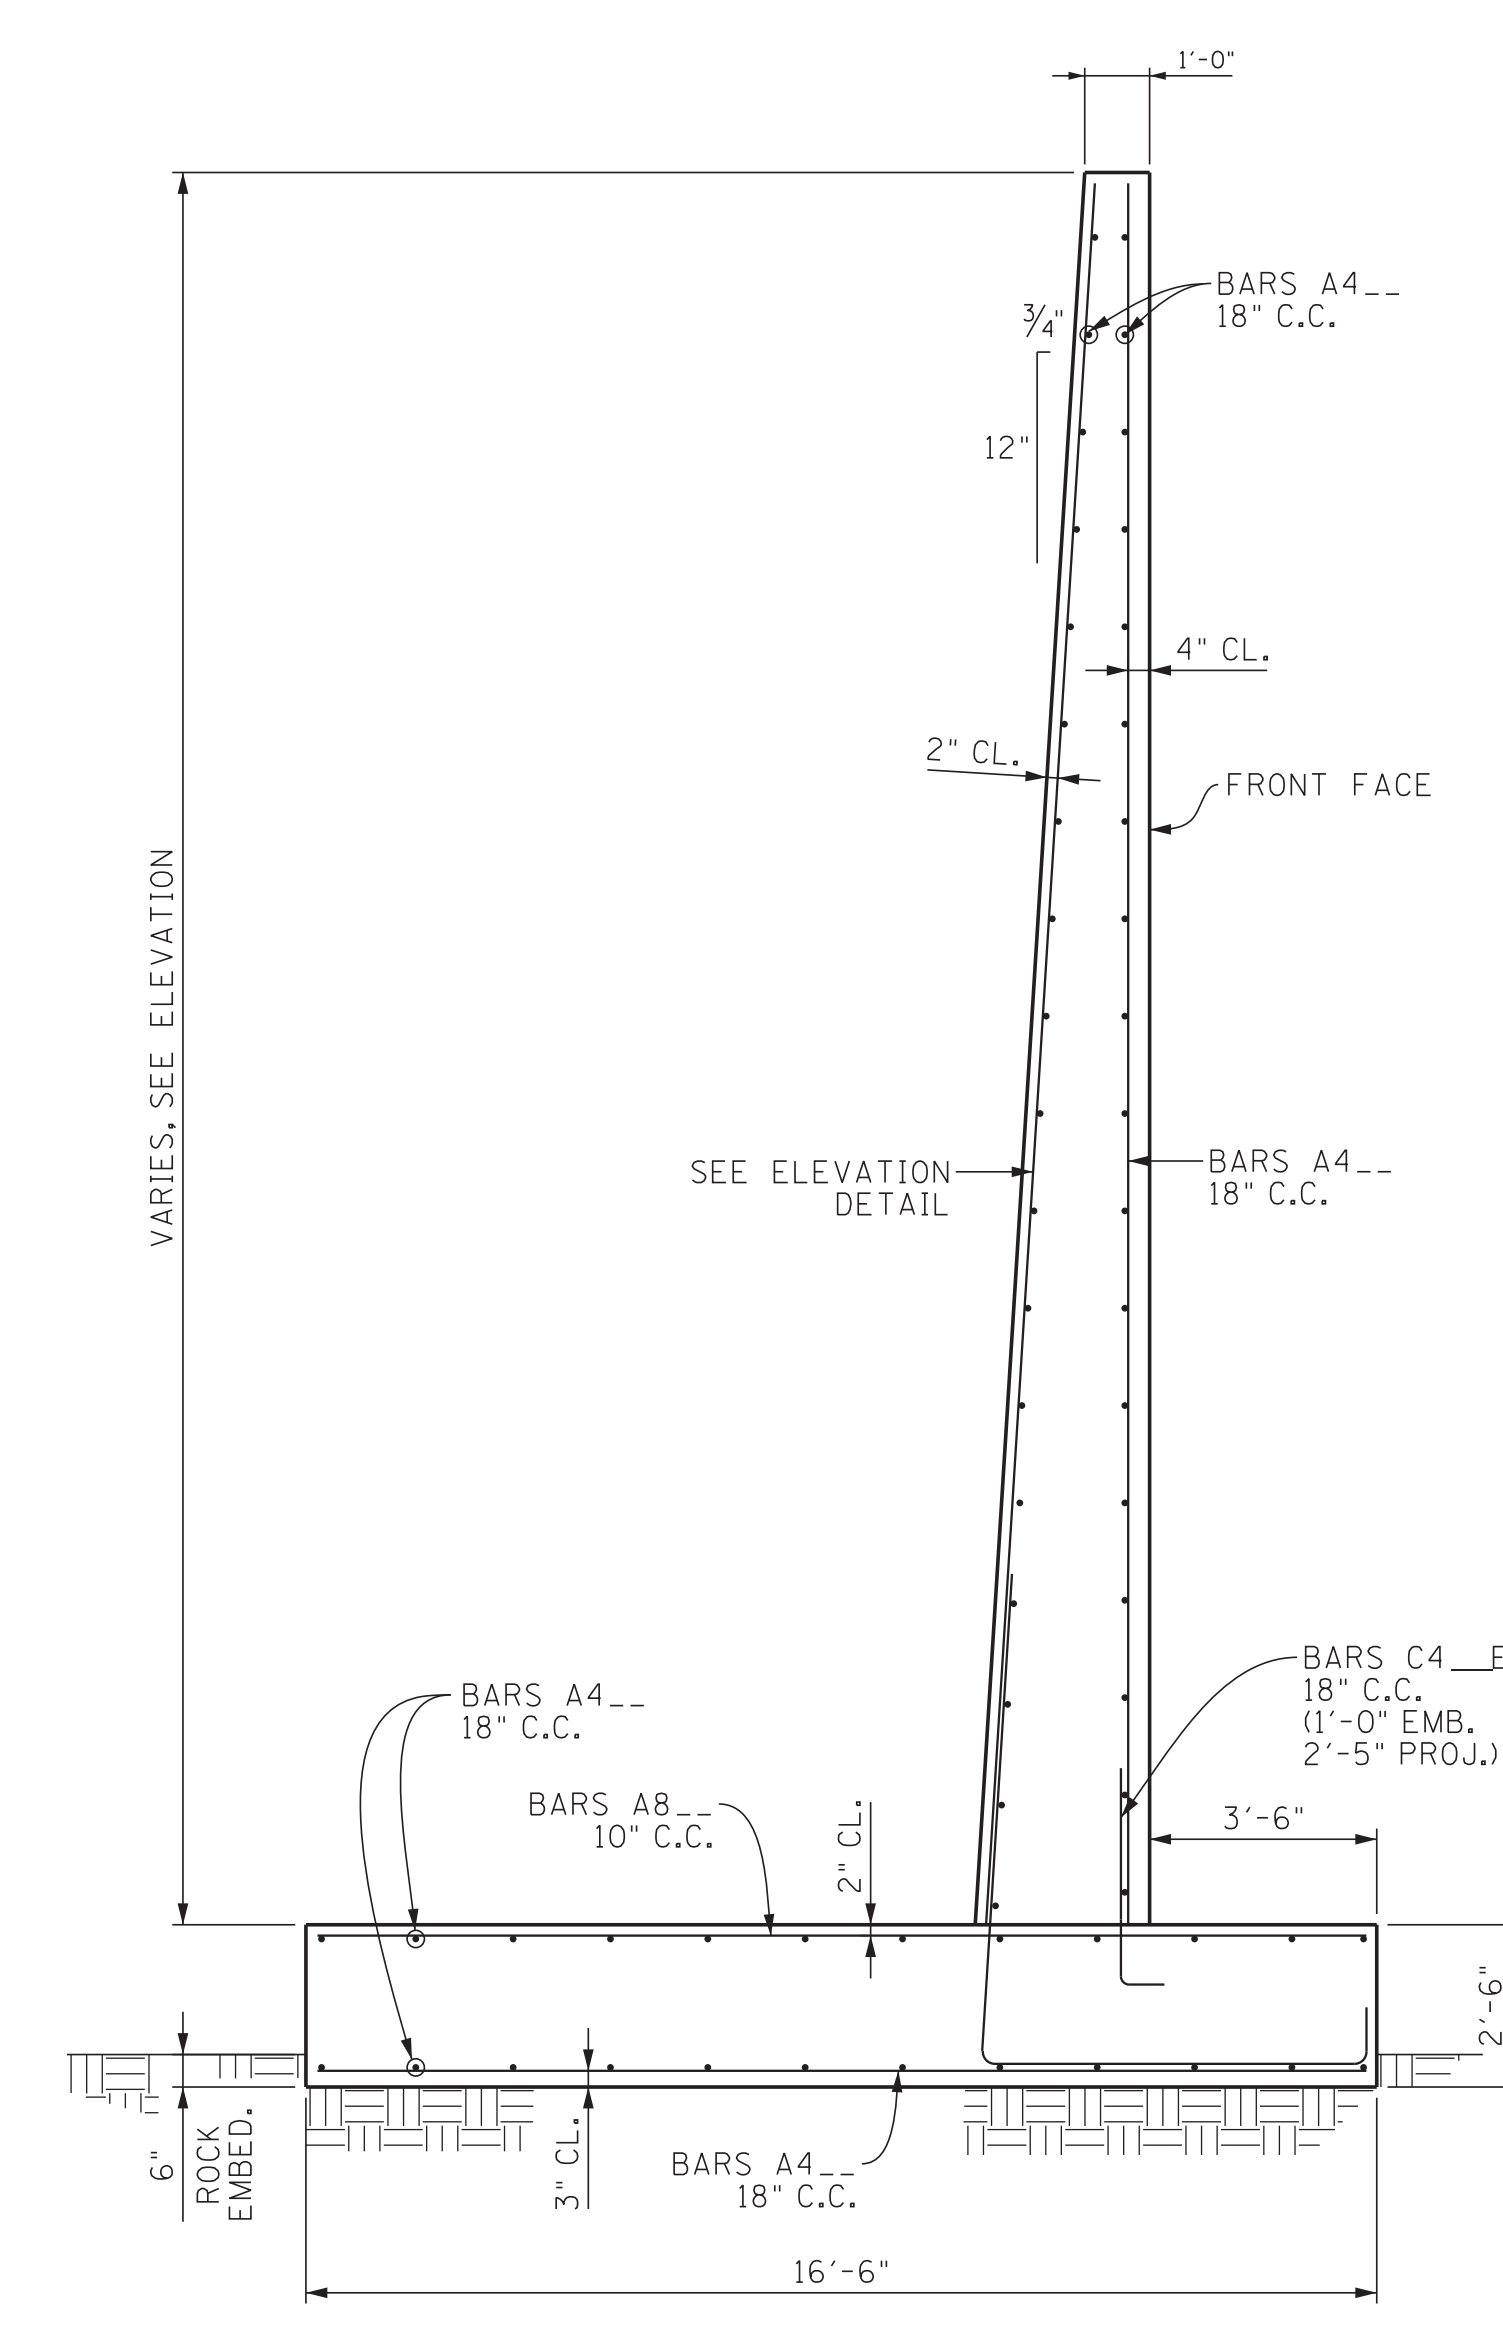 1'-0"
BARS A4__
18" C.C.
3/4"
12"
4" CL.
2" CL.
FRONT FACE
VARIES, SEE ELEVATION
SEE ELEVATION
DETAIL
BARS A4__
18" C.C.
BARS C4__E
18" C.C.
(1'-0" EMB.
2'-5" PROJ.)
BARS A4__
18" C.C.
BARS A8__
10" C.C.
2" CL.
3'-6"
2'-6"
6"
ROCK
EMBED.
3" CL.
BARS A4__
18" C.C.
16'-6"